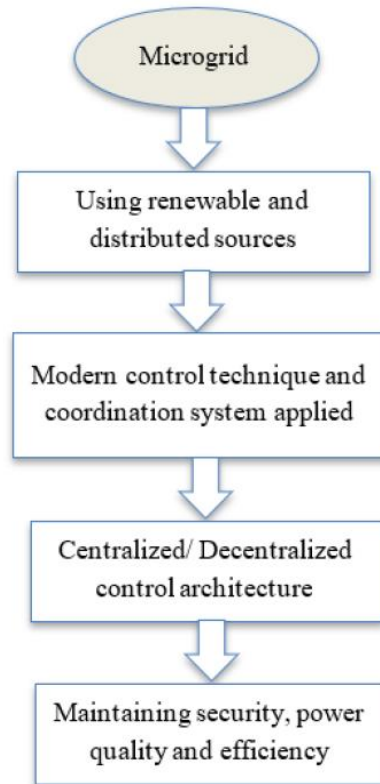 Microgrid
Using renewable and
distributed sources
Modern control technique and
coordination system applied
Centralized/ Decentralized
control architecture
Maintaining security, power
quality and efficiency